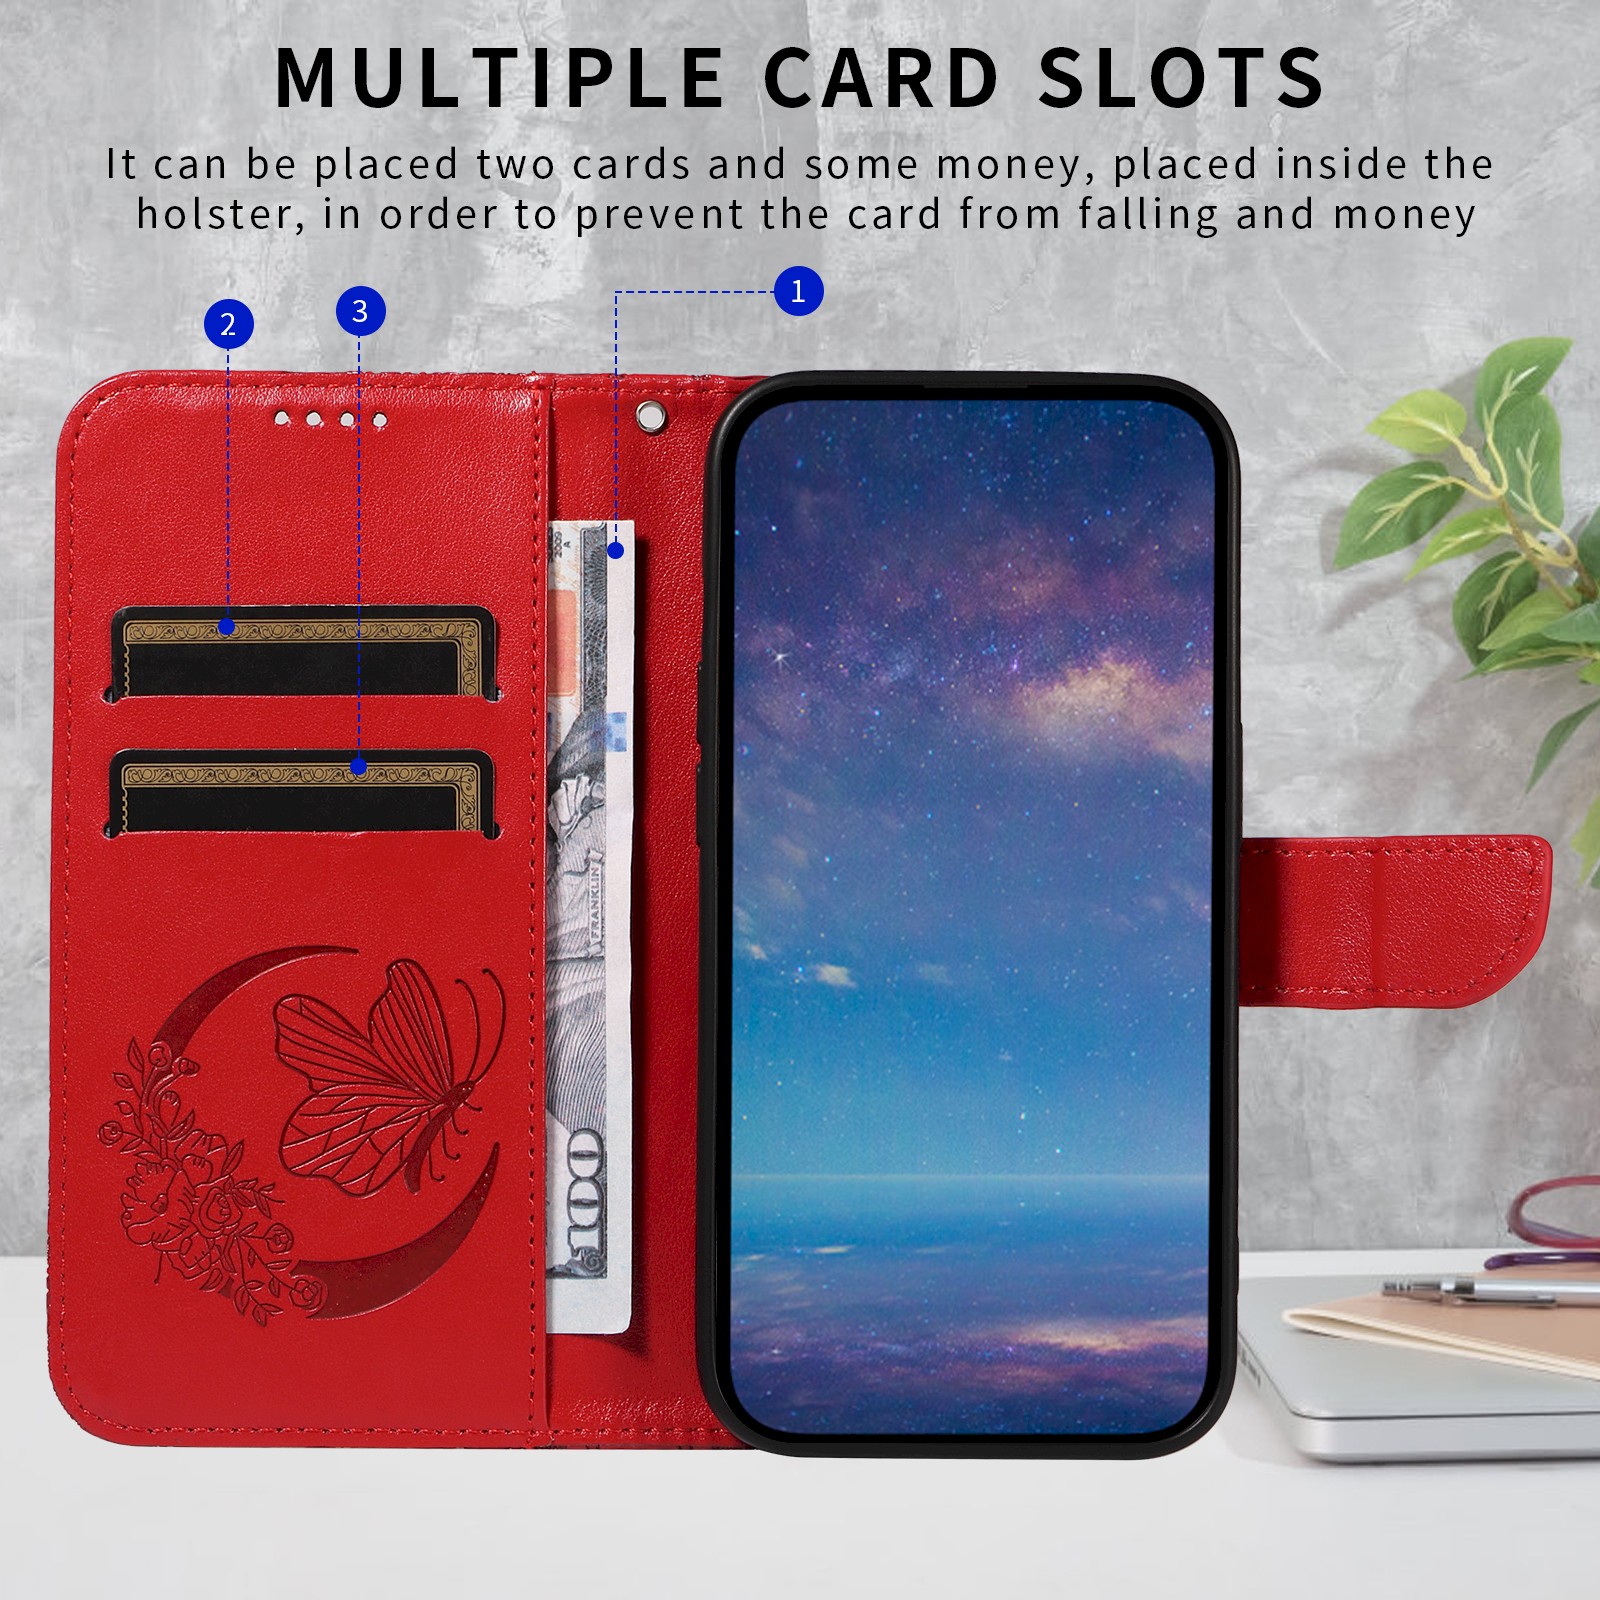 MULTIPLE CARD SLOTS
It can be placed two cards and some money, placed inside the
holster, in order to prevent the card from falling and money
1
2
3
2009
A
FRANKLIN
100